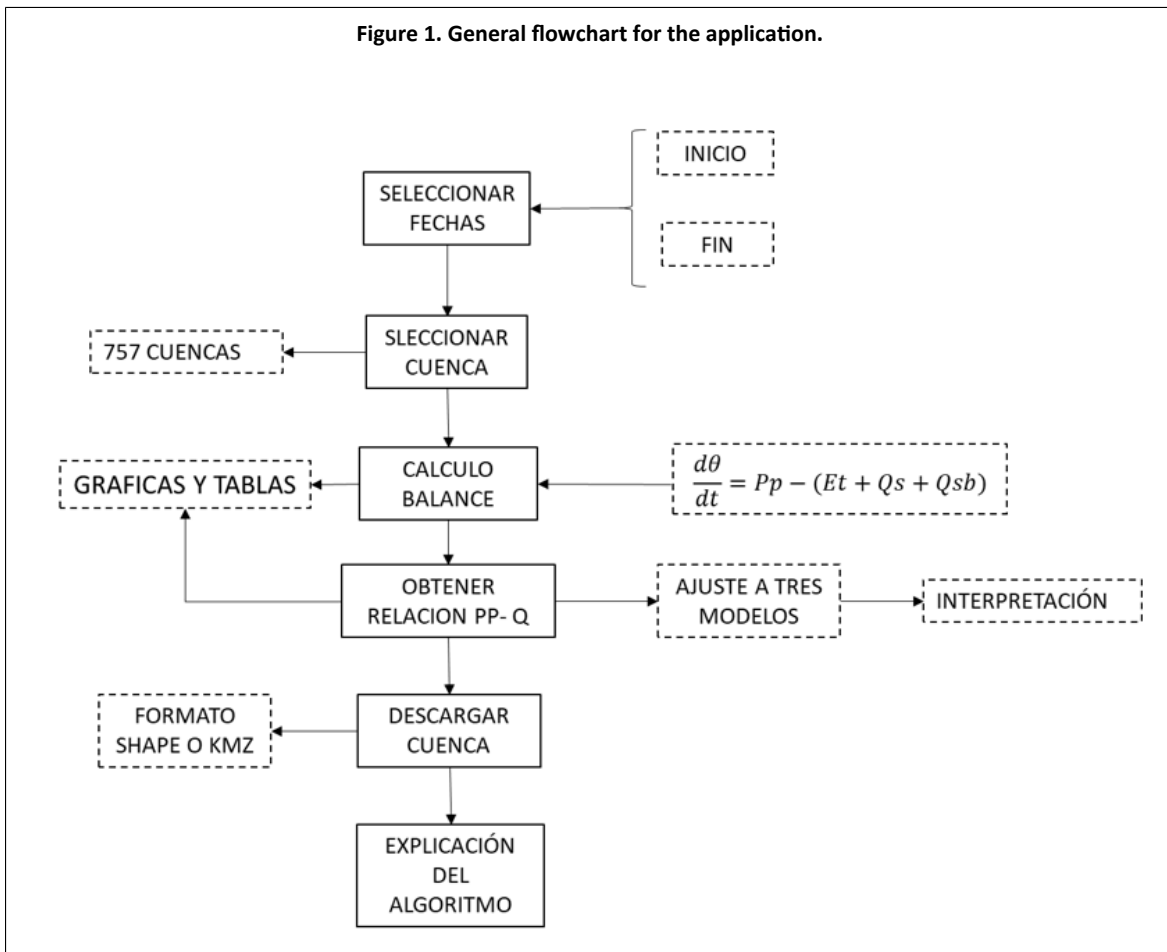 Figure 1. General flowchart for the application.
INICIO
SELECCIONAR
FECHAS
FIN
757 CUENCAS
SLECCIONAR
CUENCA
GRAFICAS Y TABLAS
CALCULO
BALANCE
dθ/dt = Pp − (Et + Qs + Qsb)
OBTENER
RELACION PP- Q
AJUSTE A TRES
MODELOS
INTERPRETACIÓN
FORMATO
SHAPE O KMZ
DESCARGAR
CUENCA
EXPLICACIÓN
DEL
ALGORITMO